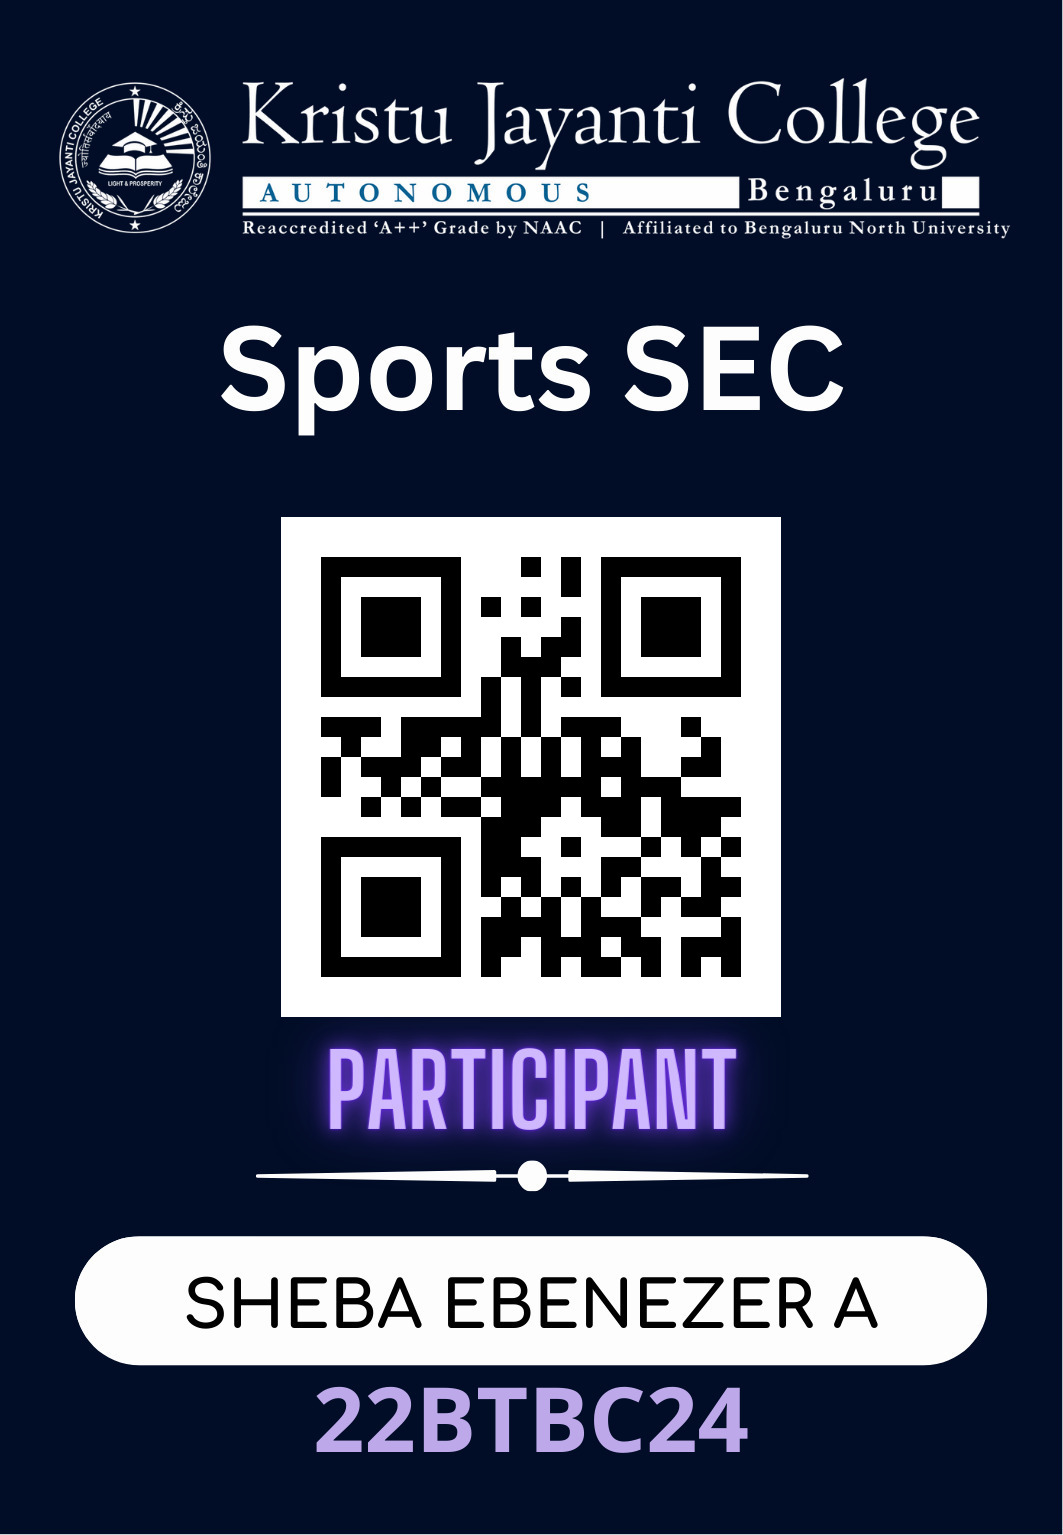 KRISTU JAYANTI COLLEGE
ಕ್ರಿಸ್ತು ಜಯಂತಿ ಕಾಲೇಜು
LIGHT & PROSPERITY
Kristu Jayanti College
AUTONOMOUS Bengaluru
Reaccredited ‘A++’ Grade by NAAC | Affiliated to Bengaluru North University
Sports SEC
PARTICIPANT
SHEBA EBENEZER A
22BTBC24